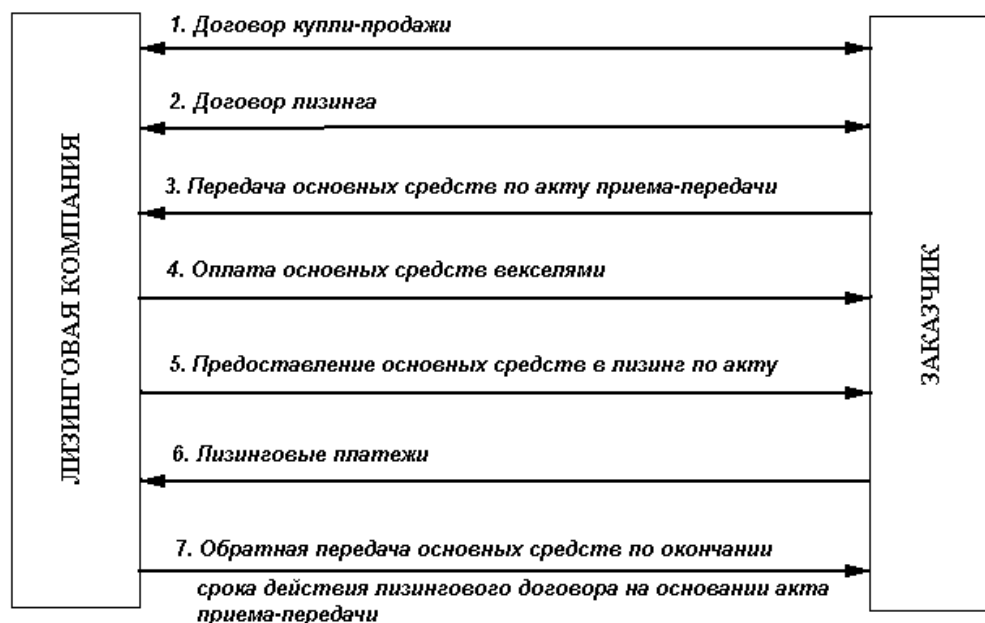 1. Договор куплли-продажи
2. Договор лизинга
3. Передача основных средств по акту приема-передачи
4. Оплата основных средств векселями
5. Предоставление основных средств в лизинг по акту
6. Лизинговые платежи
7. Обратная передача основных средств по окончании
срока действия лизингового договора на основании акта
приема-передачи
ЛИЗИНГОВАЯ КОМПАНИЯ
ЗАКАЗЧИК